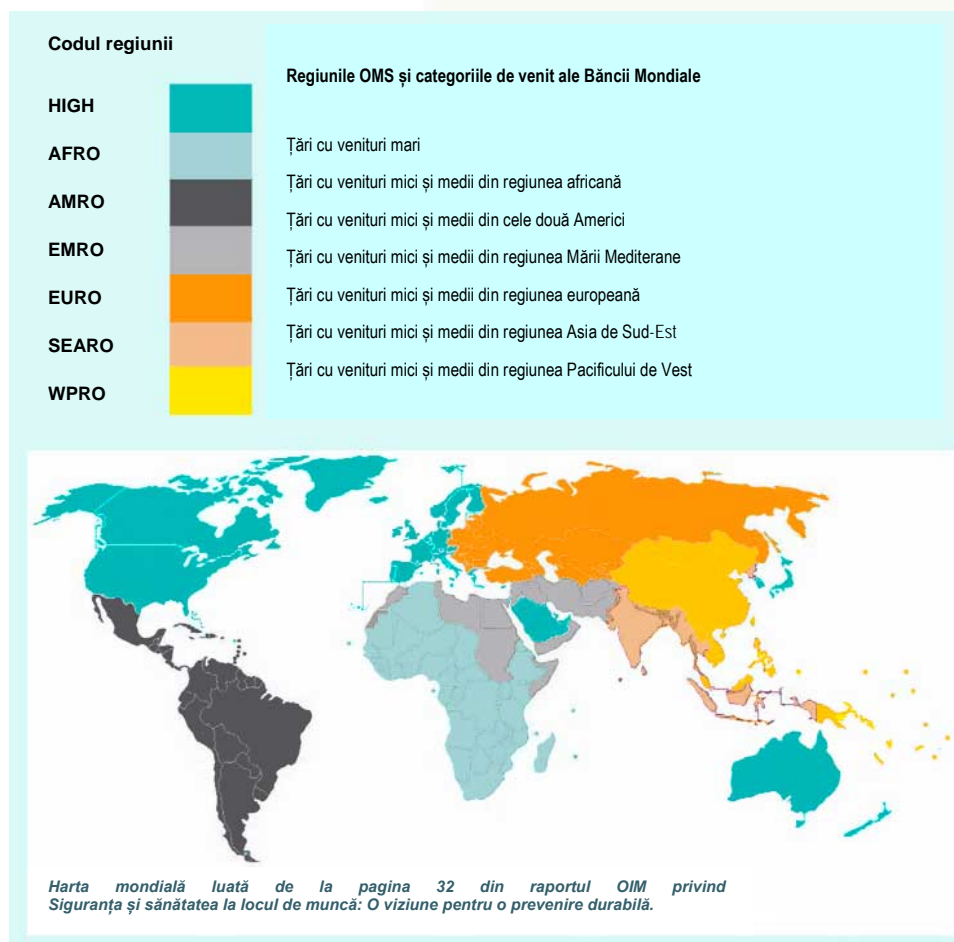 Codul regiunii
Regiunile OMS și categoriile de venit ale Băncii Mondiale
HIGH
AFRO
AMRO
EMRO
EURO
SEARO
WPRO
Țări cu venituri mari
Țări cu venituri mici și medii din regiunea africană
Țări cu venituri mici și medii din cele două Americi
Țări cu venituri mici și medii din regiunea Mării Mediterane
Țări cu venituri mici și medii din regiunea europeană
Țări cu venituri mici și medii din regiunea Asia de Sud-Est
Țări cu venituri mici și medii din regiunea Pacificului de Vest
Harta mondială luată de la pagina 32 din raportul OIM privind
Siguranța și sănătatea la locul de muncă: O viziune pentru o prevenire durabilă.